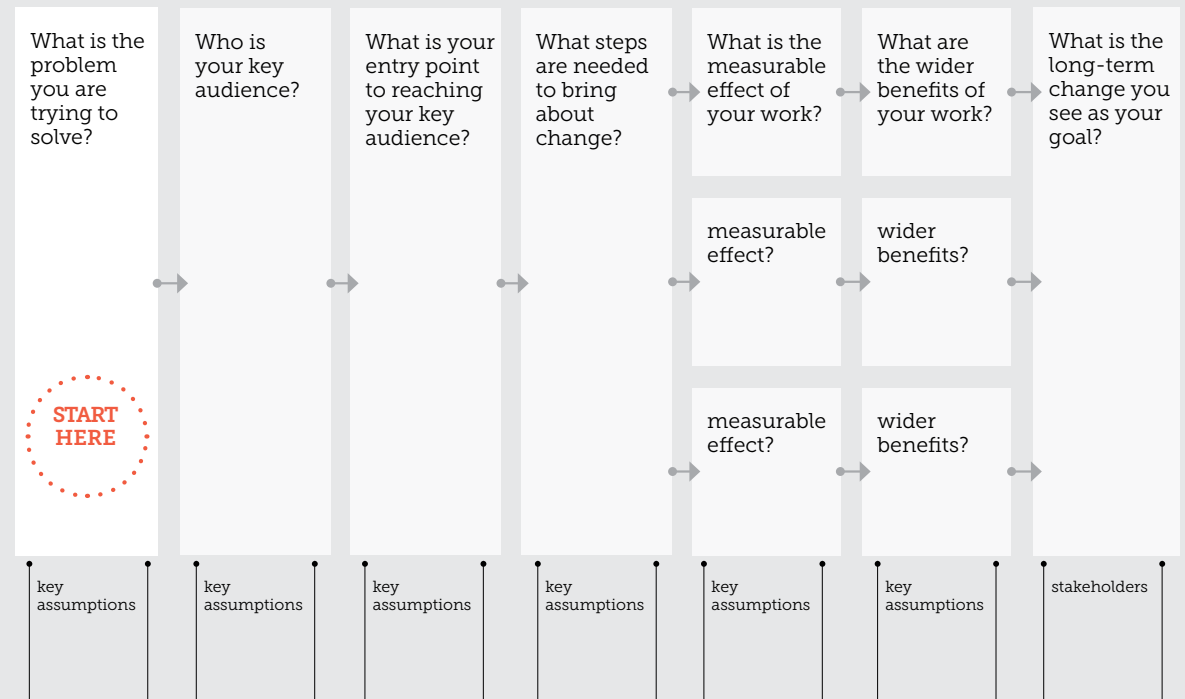 What is the
problem
you are
trying to
solve?
START
HERE
Who is
your key
audience?
What is your
entry point
to reaching
your key
audience?
What steps
are needed
to bring
about
change?
What is the
measurable
effect of
your work?
What are
the wider
benefits of
your work?
measurable
effect?
wider
benefits?
measurable
effect?
wider
benefits?
What is the
long-term
change you
see as your
goal?
key
assumptions
key
assumptions
key
assumptions
key
assumptions
key
assumptions
key
assumptions
stakeholders